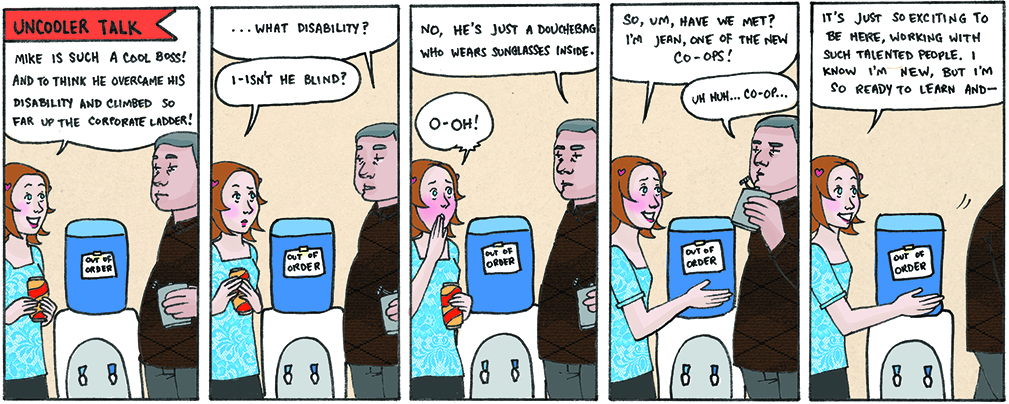 UNCOOLER TALK
MIKE IS SUCH A COOL BOSS!
AND TO THINK HE OVERCAME HIS
DISABILITY AND CLIMBED SO
FAR UP THE CORPORATE LADDER!
OUT OF
ORDER
...WHAT DISABILITY?
I-ISN'T HE BLIND?
OUT OF
ORDER
NO, HE'S JUST A DOUCHEBAG
WHO WEARS SUNGLASSES INSIDE.
O-OH!
OUT OF
ORDER
SO, UM, HAVE WE MET?
I'M JEAN, ONE OF THE NEW
CO-OPS!
UH HUH... CO-OP...
OUT OF
ORDER
IT'S JUST SO EXCITING TO
BE HERE, WORKING WITH
SUCH TALENTED PEOPLE. I
KNOW I'M NEW, BUT I'M
SO READY TO LEARN AND—
OUT OF
ORDER